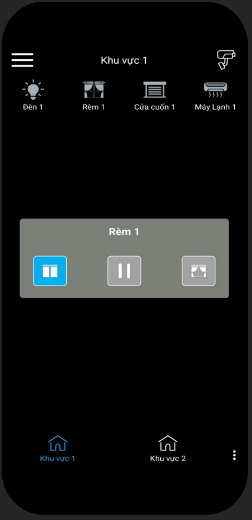 Khu vực 1
Đèn 1
Rèm 1
Cửa cuốn 1
Máy Lạnh 1
Rèm 1
Khu vực 1
Khu vực 2